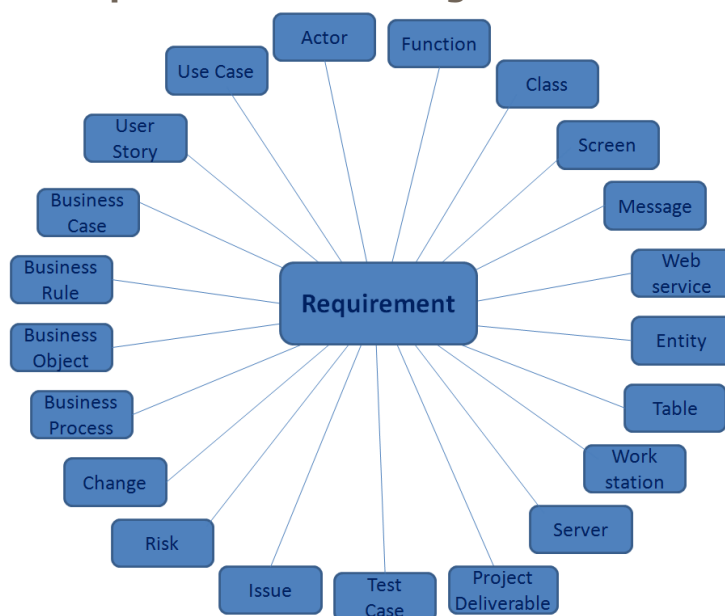 Actor
Function
Use Case
Class
User
Story
Screen
Business
Case
Message
Business
Rule
Web
service
Requirement
Business
Object
Entity
Business
Process
Table
Work
station
Change
Server
Risk
Issue
Test
Case
Project
Deliverable